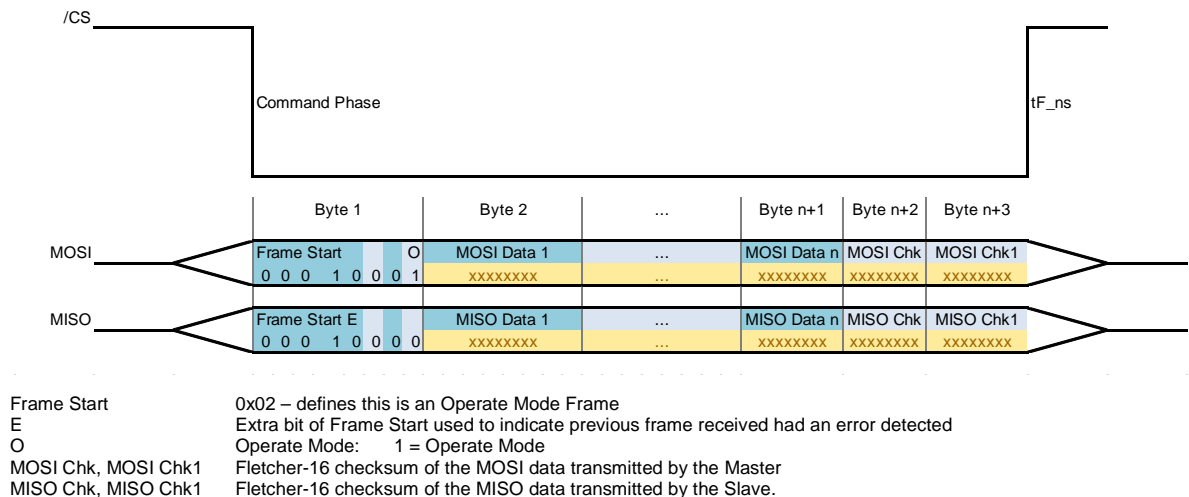 /CS
Command Phase tF_ns
Byte 1 Byte 2 ... Byte n+1 Byte n+2 Byte n+3
MOSI Frame Start O MOSI Data 1 ... MOSI Data n MOSI Chk MOSI Chk1
0 0 0 1 0 0 0 1 xxxxxxxx ... xxxxxxxx xxxxxxxx xxxxxxxx
MISO Frame Start E MISO Data 1 ... MISO Data n MISO Chk MISO Chk1
0 0 0 1 0 0 0 0 xxxxxxxx ... xxxxxxxx xxxxxxxx xxxxxxxx
Frame Start 0x02 – defines this is an Operate Mode Frame
E Extra bit of Frame Start used to indicate previous frame received had an error detected
O Operate Mode: 1 = Operate Mode
MOSI Chk, MOSI Chk1 Fletcher-16 checksum of the MOSI data transmitted by the Master
MISO Chk, MISO Chk1 Fletcher-16 checksum of the MISO data transmitted by the Slave.